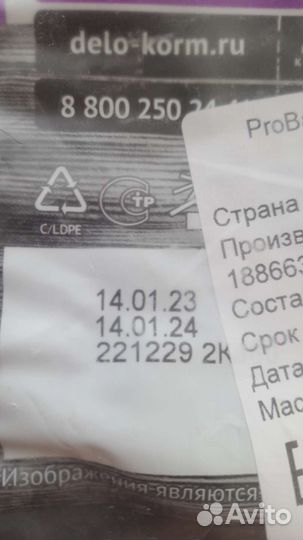 delo-korm.ru
8 800 250
C/LDPE
СТР
14.01.23
14.01.24
221229 2К
Изображения являются
ProB
Страна
Произв
188663
Соста
Срок
Дата
Мас
Avito